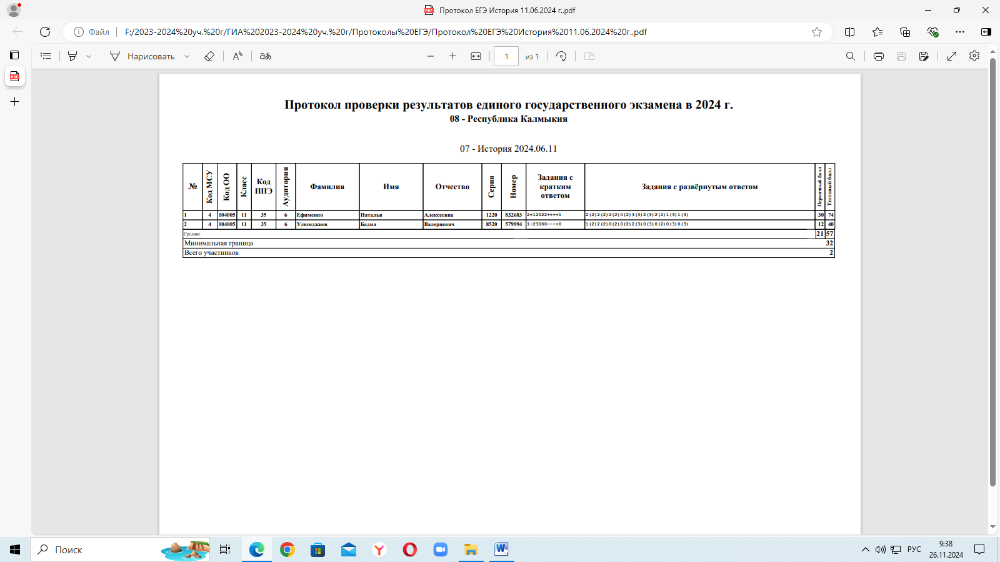 Протокол ЕГЭ История 11.06.2024 г..pdf
Файл F:/2023-2024%20уч.%20г/ГИА%202023-2024%20уч.%20г/Протоколы%20ЕГЭ/Протокол%20ЕГЭ%20История%2011.06.2024%20г..pdf
Нарисовать 1 из 1
Протокол проверки результатов единого государственного экзамена в 2024 г.
08 - Республика Калмыкия
07 - История 2024.06.11
№ Код МСУ Код ОО Класс Код ППЭ Аудитория Фамилия Имя Отчество Серия Номер Задания с кратким ответом Задания с развёрнутым ответом Первичный балл Тестовый балл
1 4 104005 11 35 6 Ефименко Наталья Алексеевна 1220 832683 2+12022++++1 2(2)2(2)2(2)0(2)3(3)2(3)2(2)1(3)1(3) 30 74
2 4 104005 11 35 6 Улюмджиев Бадма Валериевич 8520 579994 1-23000---+0 1(2)2(2)0(2)0(2)2(3)0(3)0(2)0(3)0(3) 12 40
Средние 21 57
Минимальная граница 32
Всего участников 2
Поиск
РУС
9:38
26.11.2024